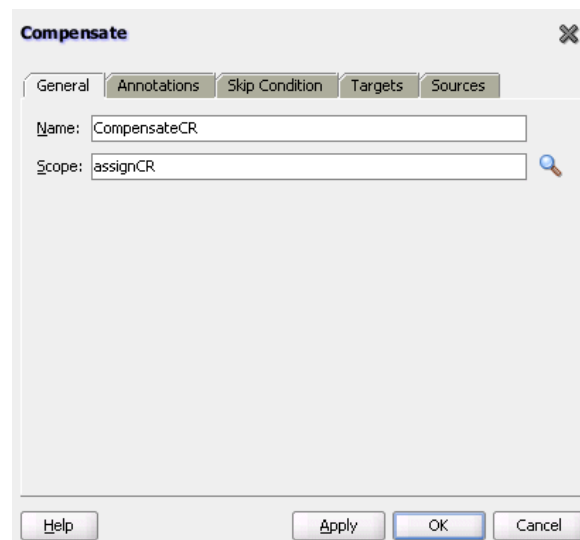 Compensate
General Annotations Skip Condition Targets Sources
Name: CompensateCR
Scope: assignCR
Help Apply OK Cancel